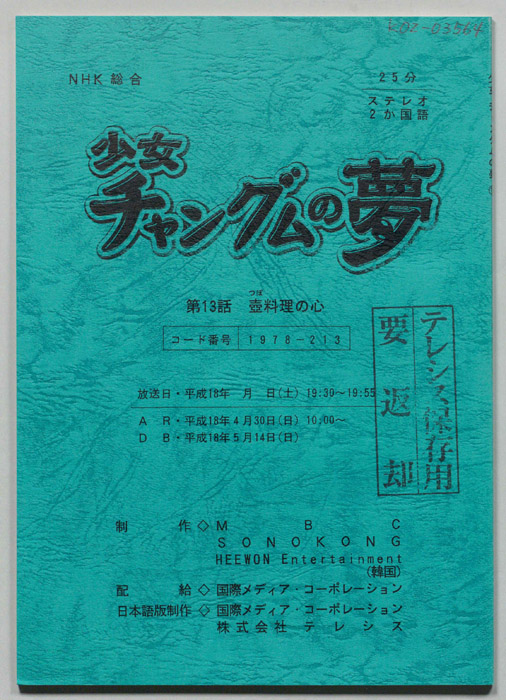 LDZ-03564
NHK 総合
25分
ステレオ
2か国語
少女
チャングムの夢
つぼ
第13話 壺料理の心
コード番号 1978-213
放送日・平成18年 月 日(土) 19:30～19:55
A R・平成18年4月30日(日) 10:00～
D B・平成18年5月14日(日)
テレシス保存用
要返却
制 作◇M B C
SONOKONG
HEEWON Entertainment
(韓国)
配 給◇国際メディア・コーポレーション
日本語版制作◇国際メディア・コーポレーション
株式会社 テレシス